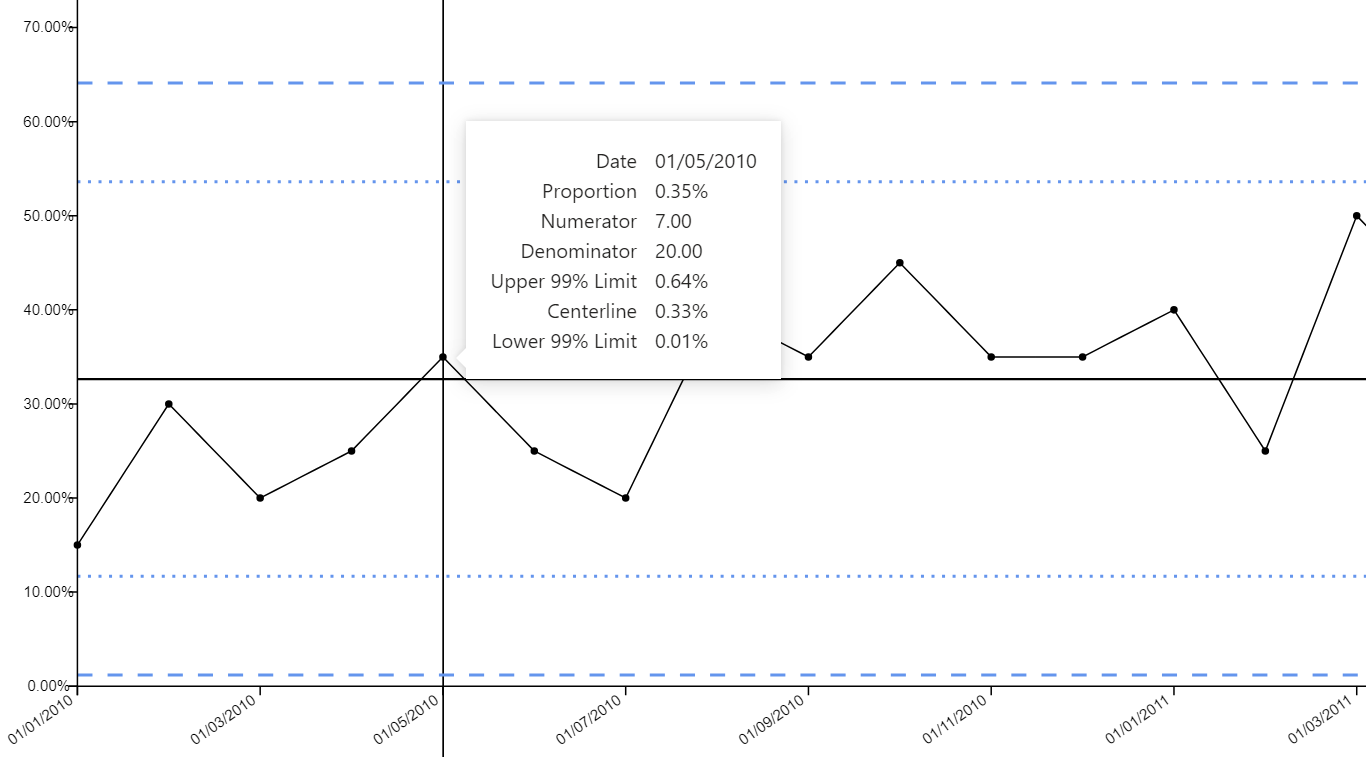 70.00%
60.00%
50.00%
40.00%
30.00%
20.00%
10.00%
0.00%
Date 01/05/2010
Proportion 0.35%
Numerator 7.00
Denominator 20.00
Upper 99% Limit 0.64%
Centerline 0.33%
Lower 99% Limit 0.01%
01/01/2010
01/03/2010
01/05/2010
01/07/2010
01/09/2010
01/11/2010
01/01/2011
01/03/2011